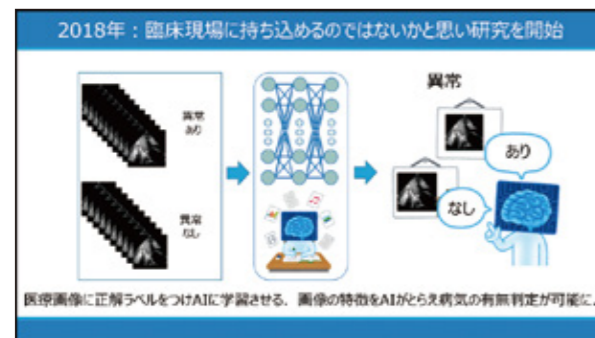 2018年：臨床現場に持ち込めるのではないかと思い研究を開始
異常
あり
異常
なし
異常
あり
なし
医療画像に正解ラベルをつけAIに学習させる、画像の特徴をAIがとらえ病気の有無判定が可能に。